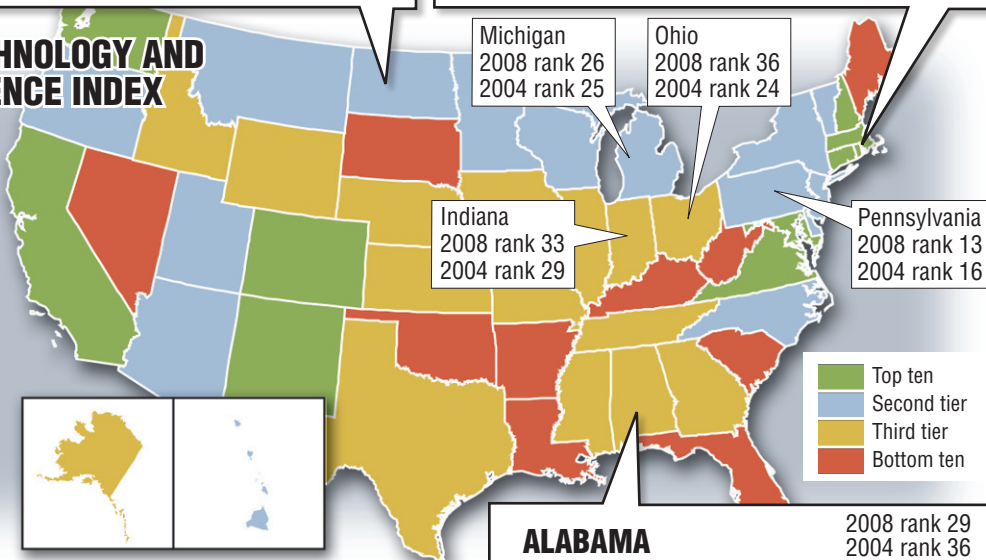 HNOLOGY AND
ENCE INDEX
Michigan
2008 rank 26
2004 rank 25
Ohio
2008 rank 36
2004 rank 24
Indiana
2008 rank 33
2004 rank 29
Pennsylvania
2008 rank 13
2004 rank 16
Top ten
Second tier
Third tier
Bottom ten
ALABAMA
2008 rank 29
2004 rank 36